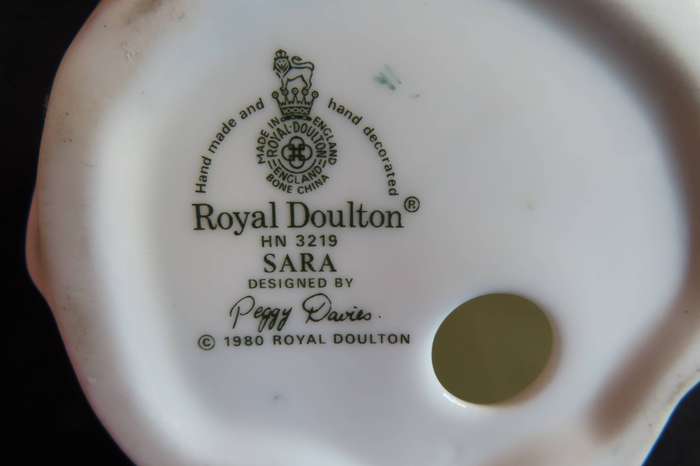 Hand made and hand decorated
MADE IN ENGLAND
ROYAL·DOULTON
ENGLAND
BONE CHINA
Royal Doulton®
HN 3219
SARA
DESIGNED BY
Peggy Davies.
© 1980 ROYAL DOULTON